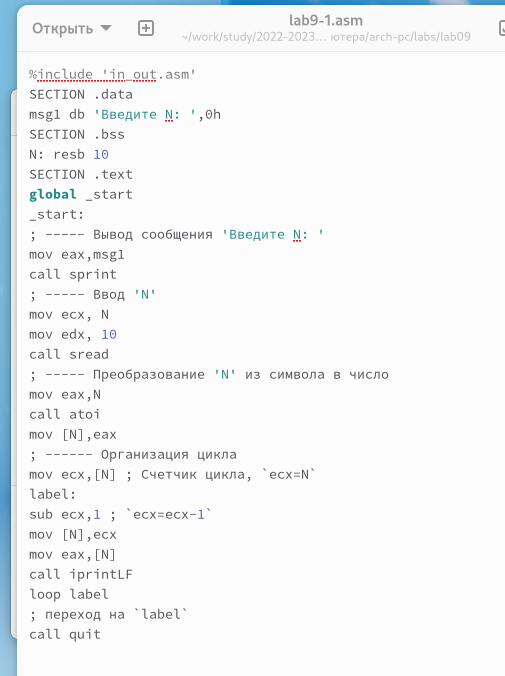 lab9-1.asm
Открыть
~/work/study/2022-2023… ютера/arch-pc/labs/lab09
%include 'in_out.asm'
SECTION .data
msg1 db 'Введите N: ',0h
SECTION .bss
N: resb 10
SECTION .text
global _start
_start:
; ----- Вывод сообщения 'Введите N: '
mov eax,msg1
call sprint
; ----- Ввод 'N'
mov ecx, N
mov edx, 10
call sread
; ----- Преобразование 'N' из символа в число
mov eax,N
call atoi
mov [N],eax
; ------ Организация цикла
mov ecx,[N] ; Счетчик цикла, `ecx=N`
label:
sub ecx,1 ; `ecx=ecx-1`
mov [N],ecx
mov eax,[N]
call iprintLF
loop label
; переход на `label`
call quit